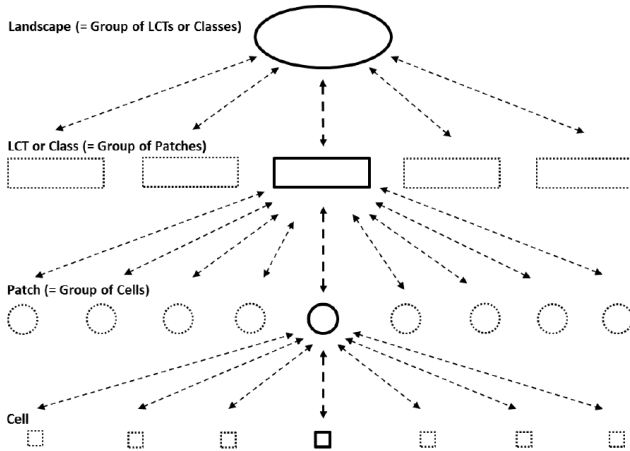 Landscape (= Group of LCTs or Classes)
LCT or Class (= Group of Patches)
Patch (= Group of Cells)
Cell